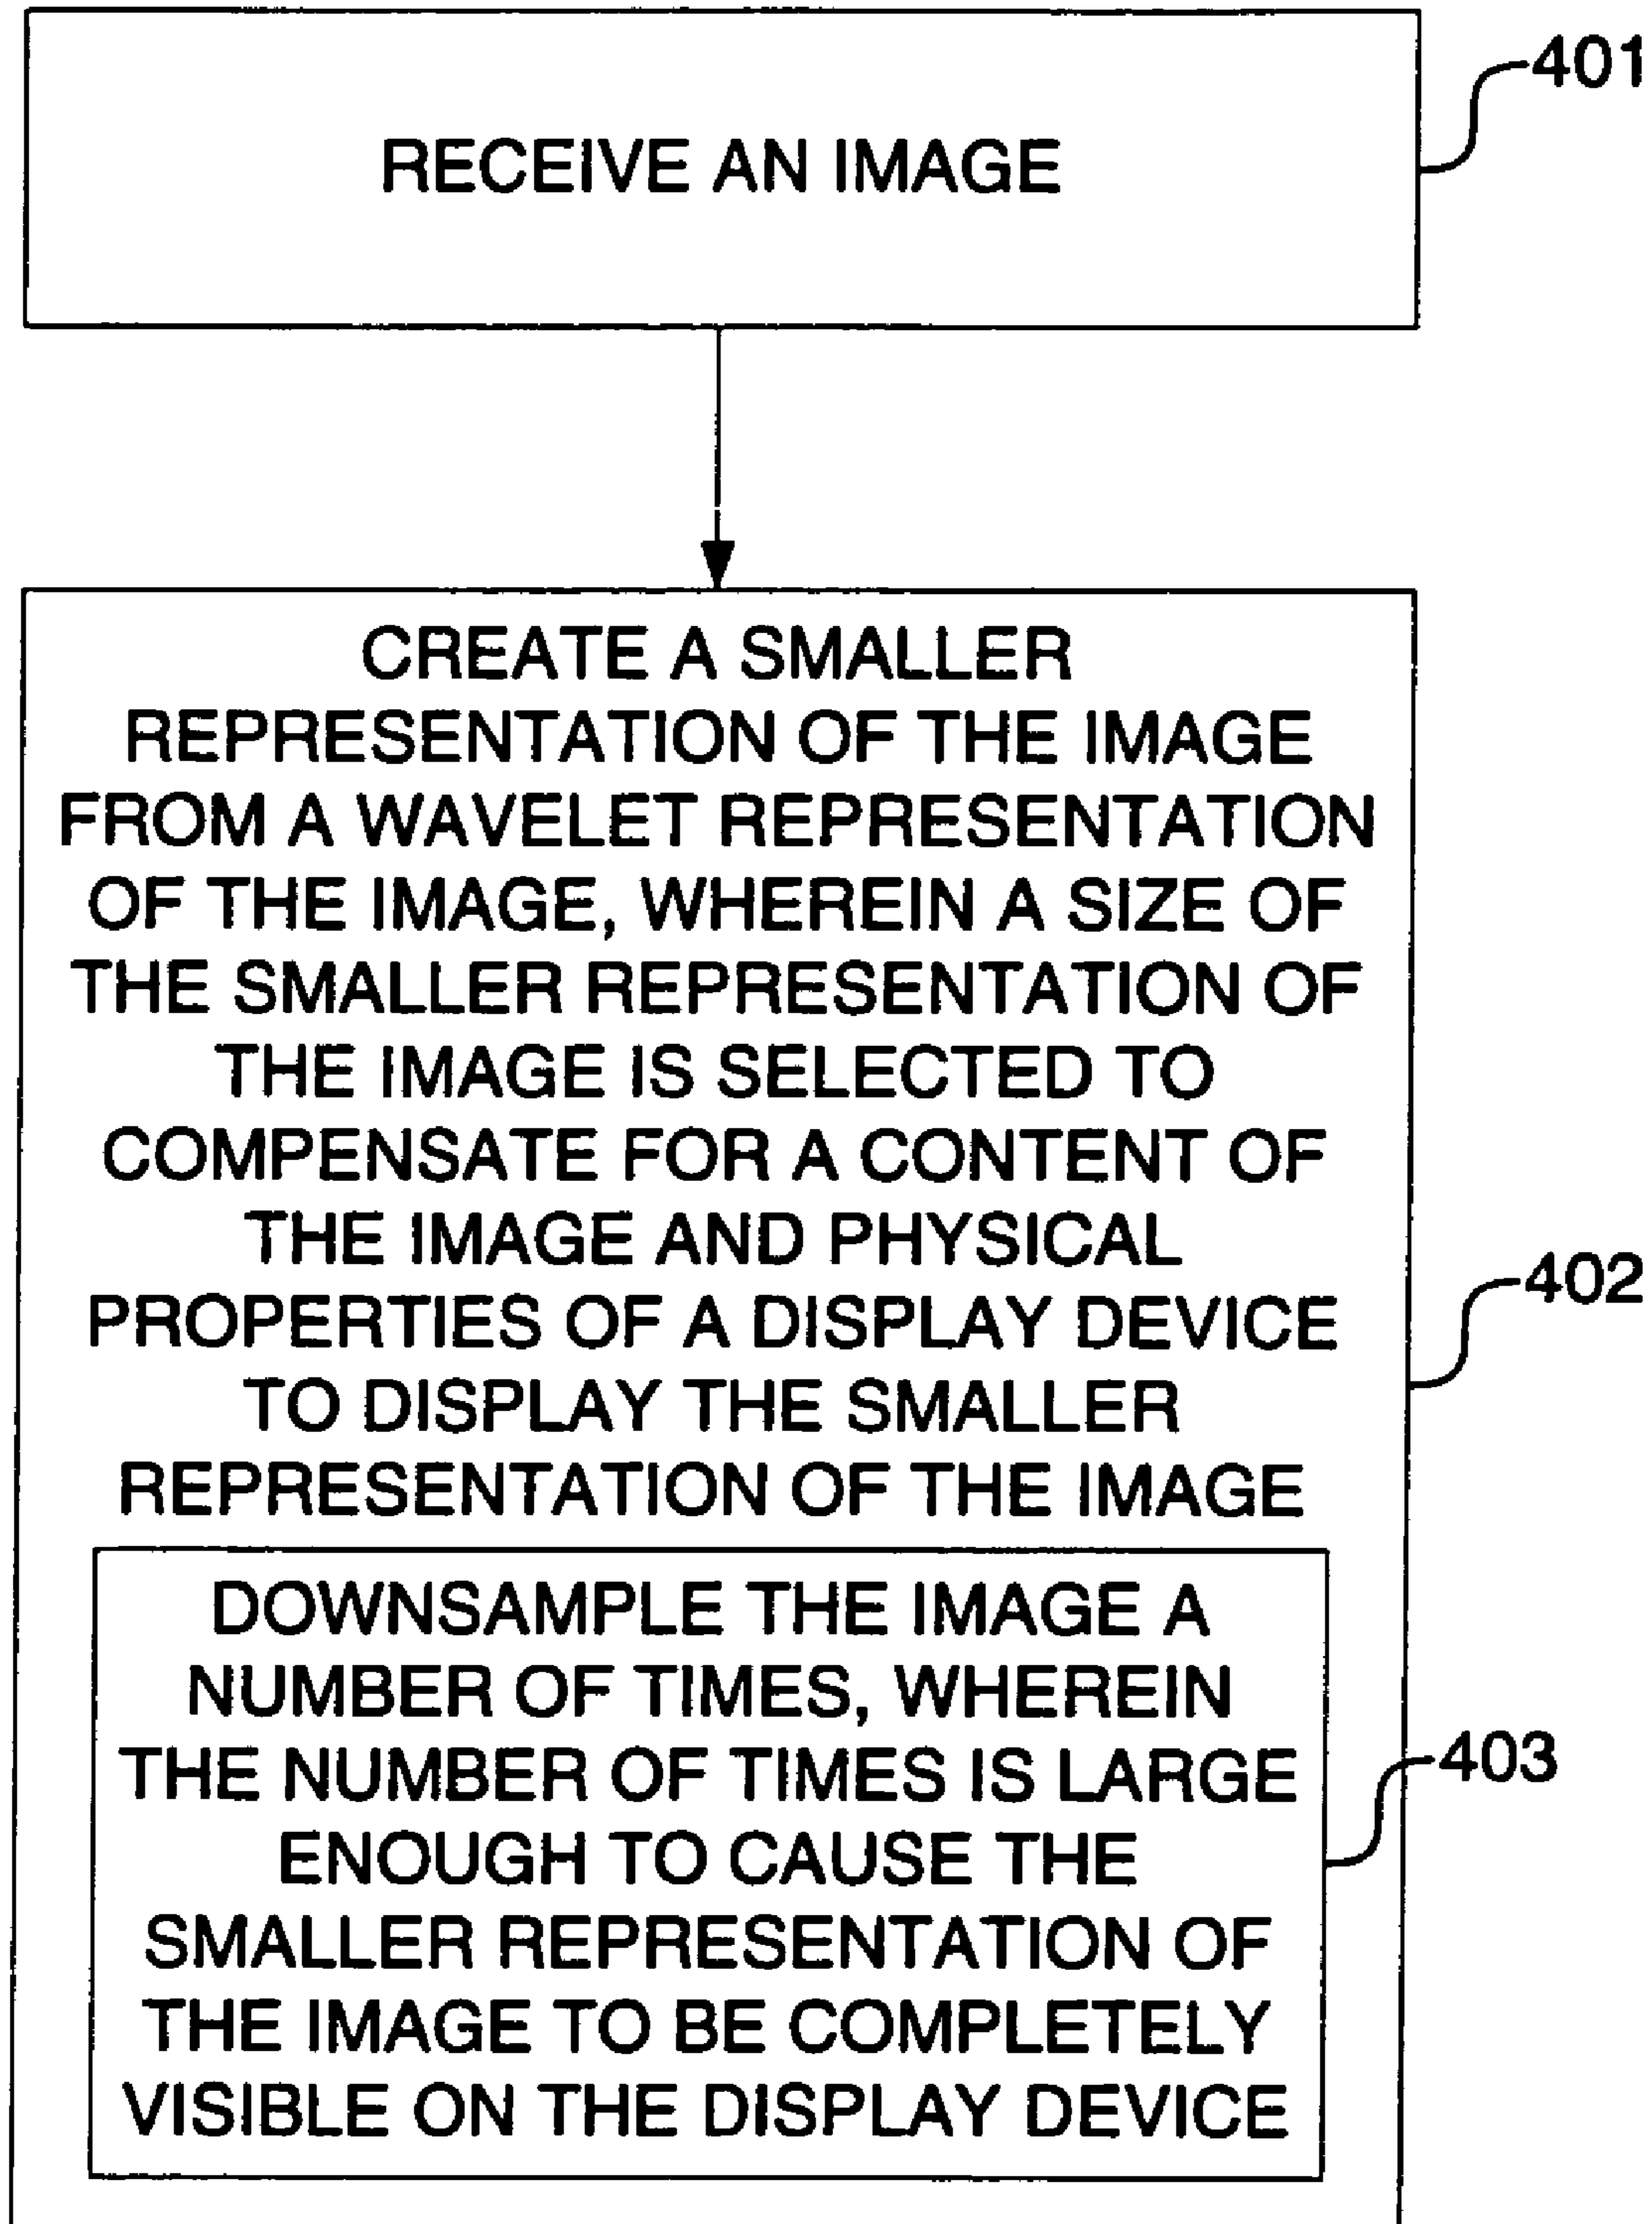 401
RECEIVE AN IMAGE
CREATE A SMALLER
REPRESENTATION OF THE IMAGE
FROM A WAVELET REPRESENTATION
OF THE IMAGE, WHEREIN A SIZE OF
THE SMALLER REPRESENTATION OF
THE IMAGE IS SELECTED TO
COMPENSATE FOR A CONTENT OF
THE IMAGE AND PHYSICAL
PROPERTIES OF A DISPLAY DEVICE
TO DISPLAY THE SMALLER
REPRESENTATION OF THE IMAGE
402
DOWNSAMPLE THE IMAGE A
NUMBER OF TIMES, WHEREIN
THE NUMBER OF TIMES IS LARGE
ENOUGH TO CAUSE THE
SMALLER REPRESENTATION OF
THE IMAGE TO BE COMPLETELY
VISIBLE ON THE DISPLAY DEVICE
403